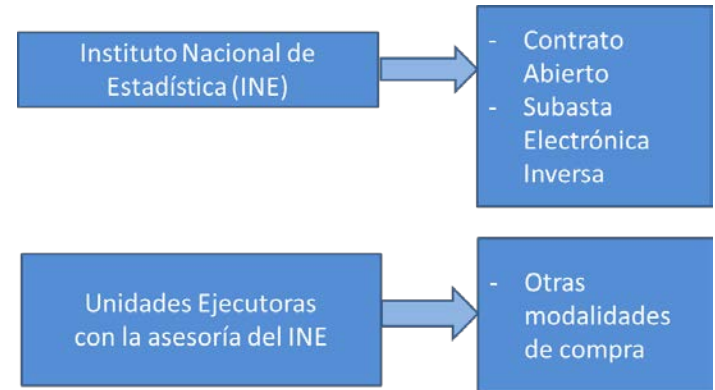 Instituto Nacional de
Estadística (INE)
- Contrato
Abierto
- Subasta
Electrónica
Inversa
Unidades Ejecutoras
con la asesoría del INE
- Otras
modalidades
de compra